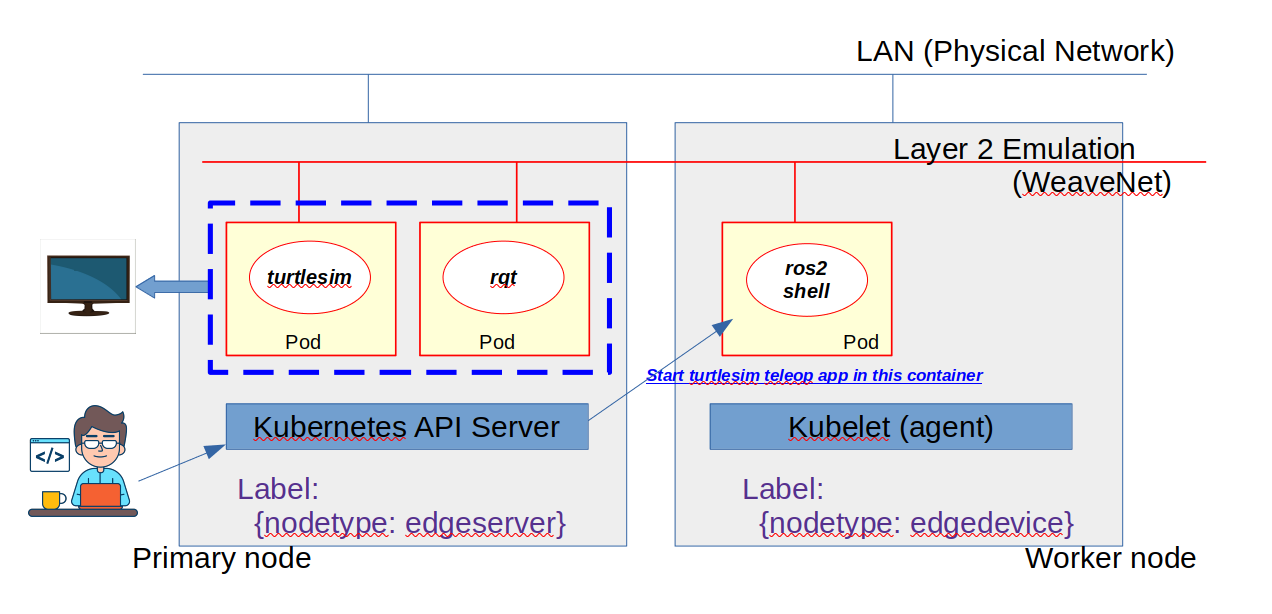 LAN (Physical Network)
Layer 2 Emulation
(WeaveNet)
turtlesim
Pod
rqt
Pod
ros2
shell
Pod
Start turtlesim teleop app in this container
Kubernetes API Server
Kubelet (agent)
</>
Label:
{nodetype: edgeserver}
Label:
{nodetype: edgedevice}
Primary node
Worker node